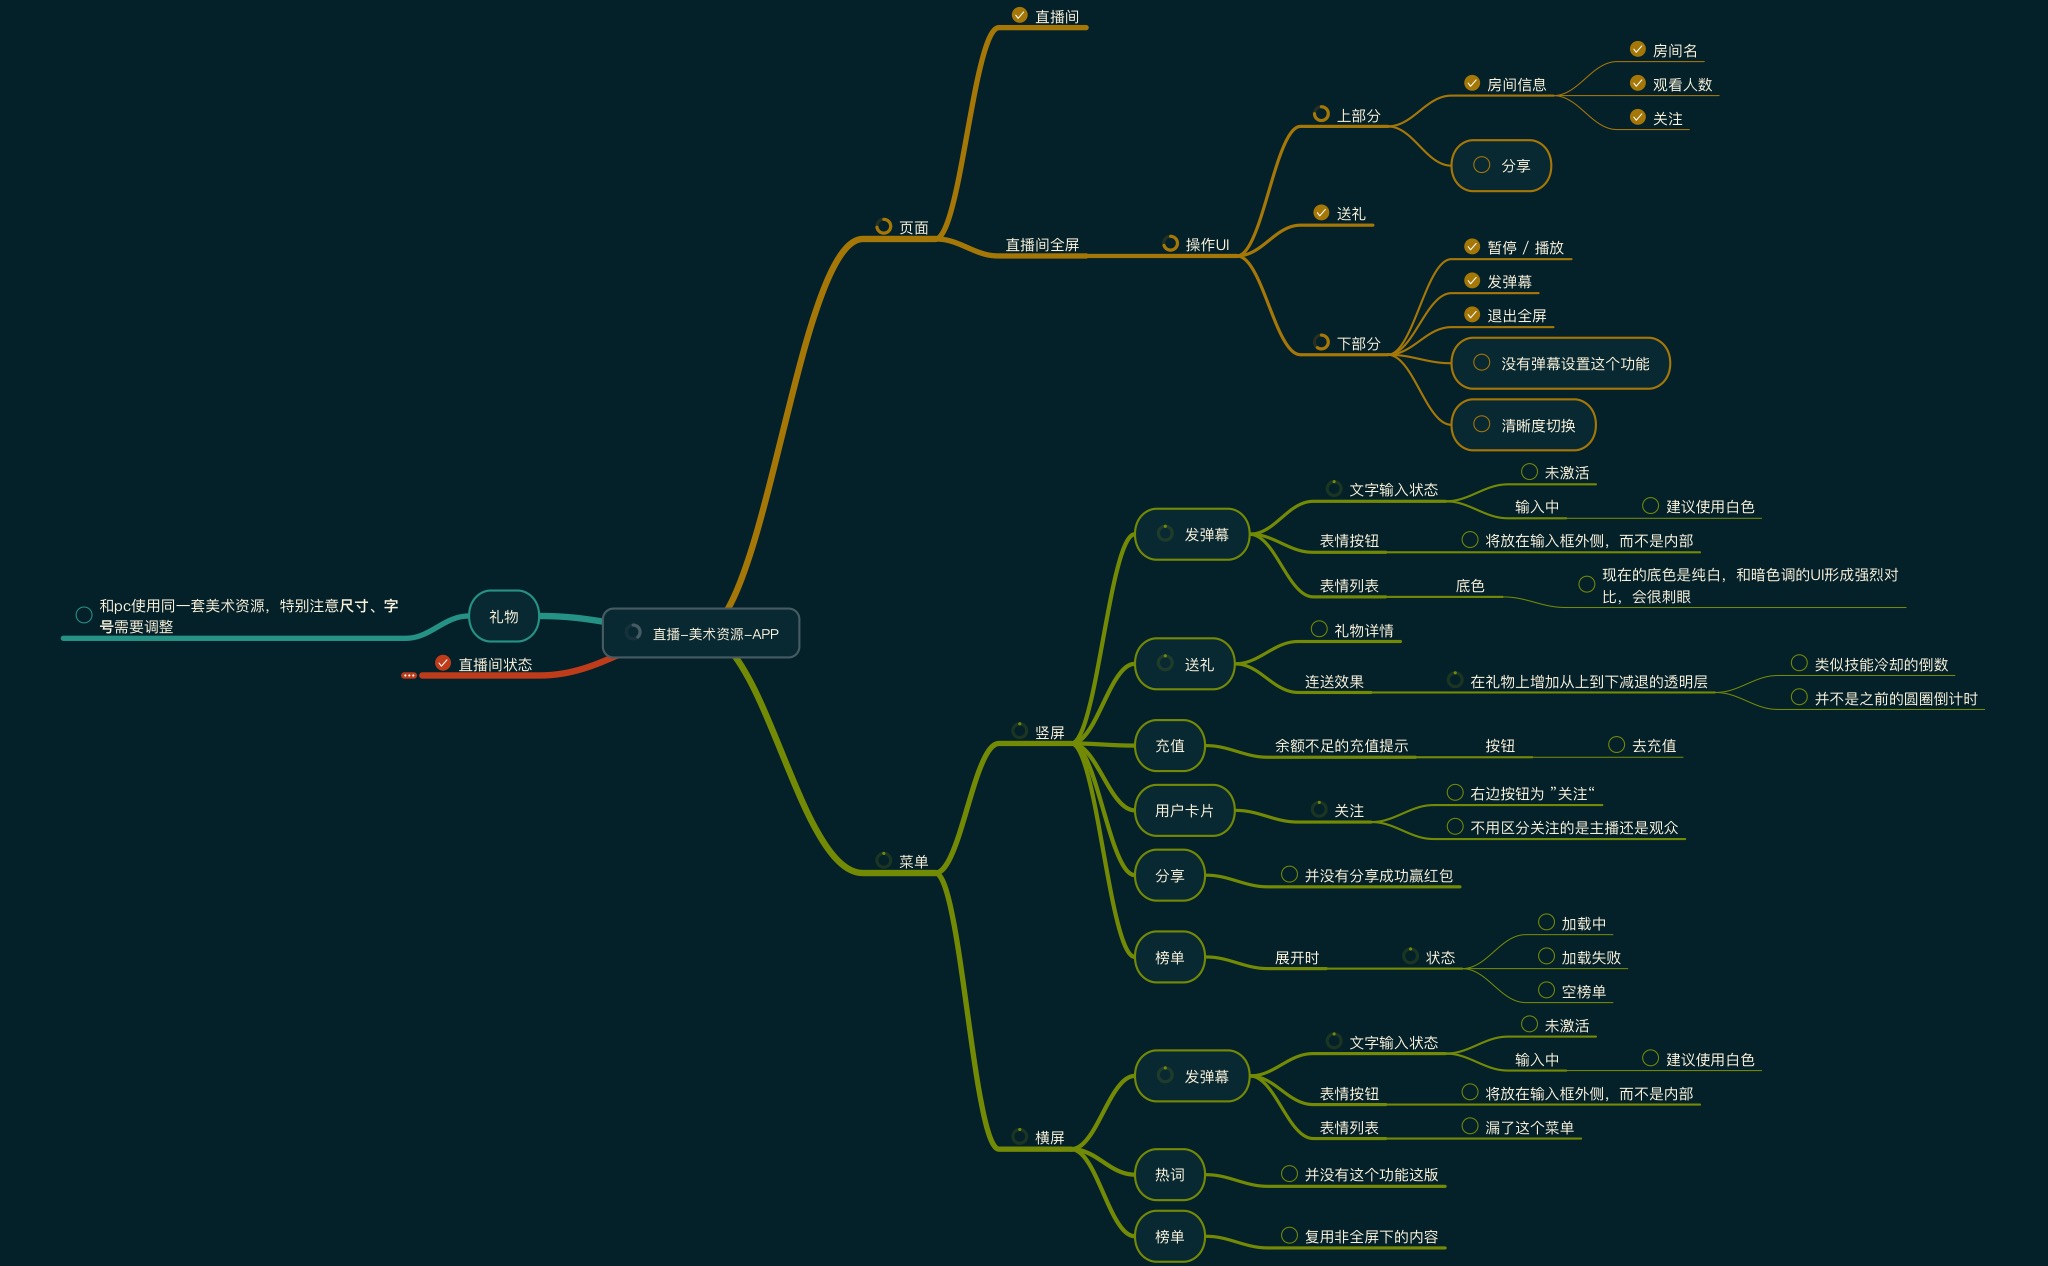 直播-美术资源-APP
页面
直播间
直播间全屏
操作UI
上部分
房间信息
房间名
观看人数
关注
分享
送礼
下部分
暂停 / 播放
发弹幕
退出全屏
没有弹幕设置这个功能
清晰度切换
菜单
竖屏
发弹幕
文字输入状态
未激活
输入中
建议使用白色
表情按钮
将放在输入框外侧，而不是内部
表情列表
底色
现在的底色是纯白，和暗色调的UI形成强烈对
比，会很刺眼
送礼
礼物详情
连送效果
在礼物上增加从上到下减退的透明层
类似技能冷却的倒数
并不是之前的圆圈倒计时
充值
余额不足的充值提示
按钮
去充值
用户卡片
关注
右边按钮为 ”关注“
不用区分关注的是主播还是观众
分享
并没有分享成功赢红包
榜单
展开时
状态
加载中
加载失败
空榜单
横屏
发弹幕
文字输入状态
未激活
输入中
建议使用白色
表情按钮
将放在输入框外侧，而不是内部
表情列表
漏了这个菜单
热词
并没有这个功能这版
榜单
复用非全屏下的内容
礼物
和pc使用同一套美术资源，特别注意尺寸、字
号需要调整
直播间状态